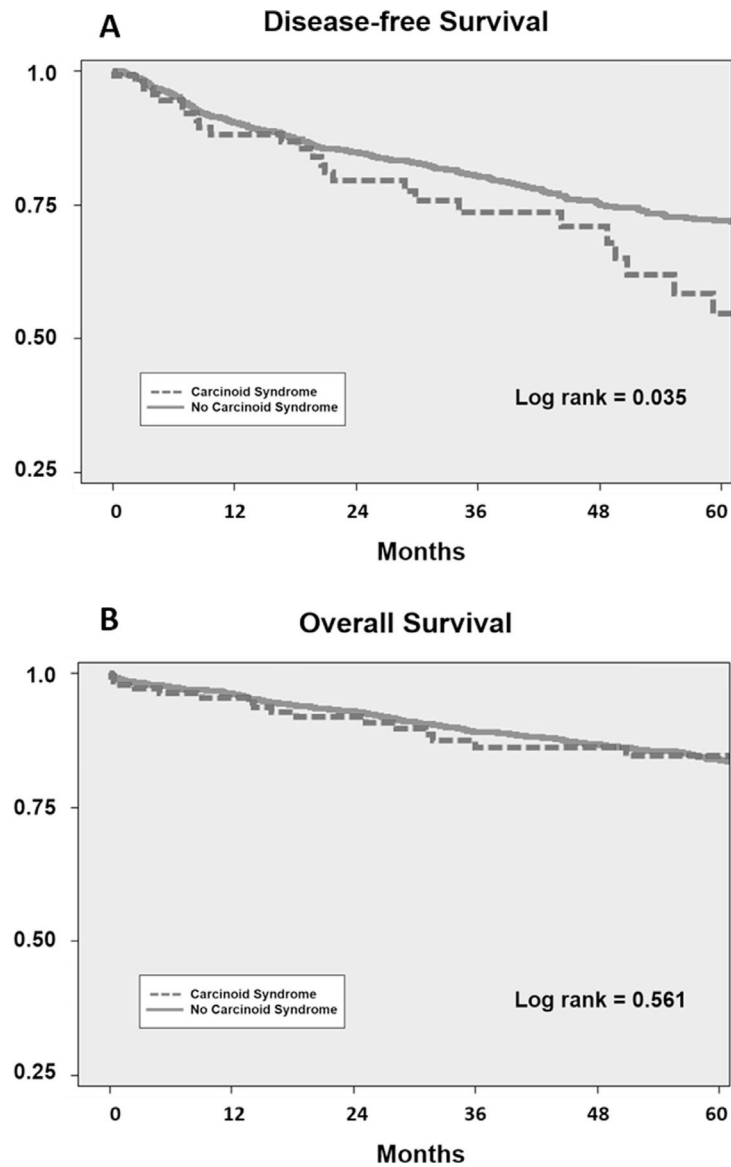 A
Disease-free Survival
1.0
0.75
0.50
0.25
Carcinoid Syndrome
No Carcinoid Syndrome
Log rank = 0.035
0 12 24 36 48 60
Months
B
Overall Survival
1.0
0.75
0.50
0.25
Carcinoid Syndrome
No Carcinoid Syndrome
Log rank = 0.561
0 12 24 36 48 60
Months